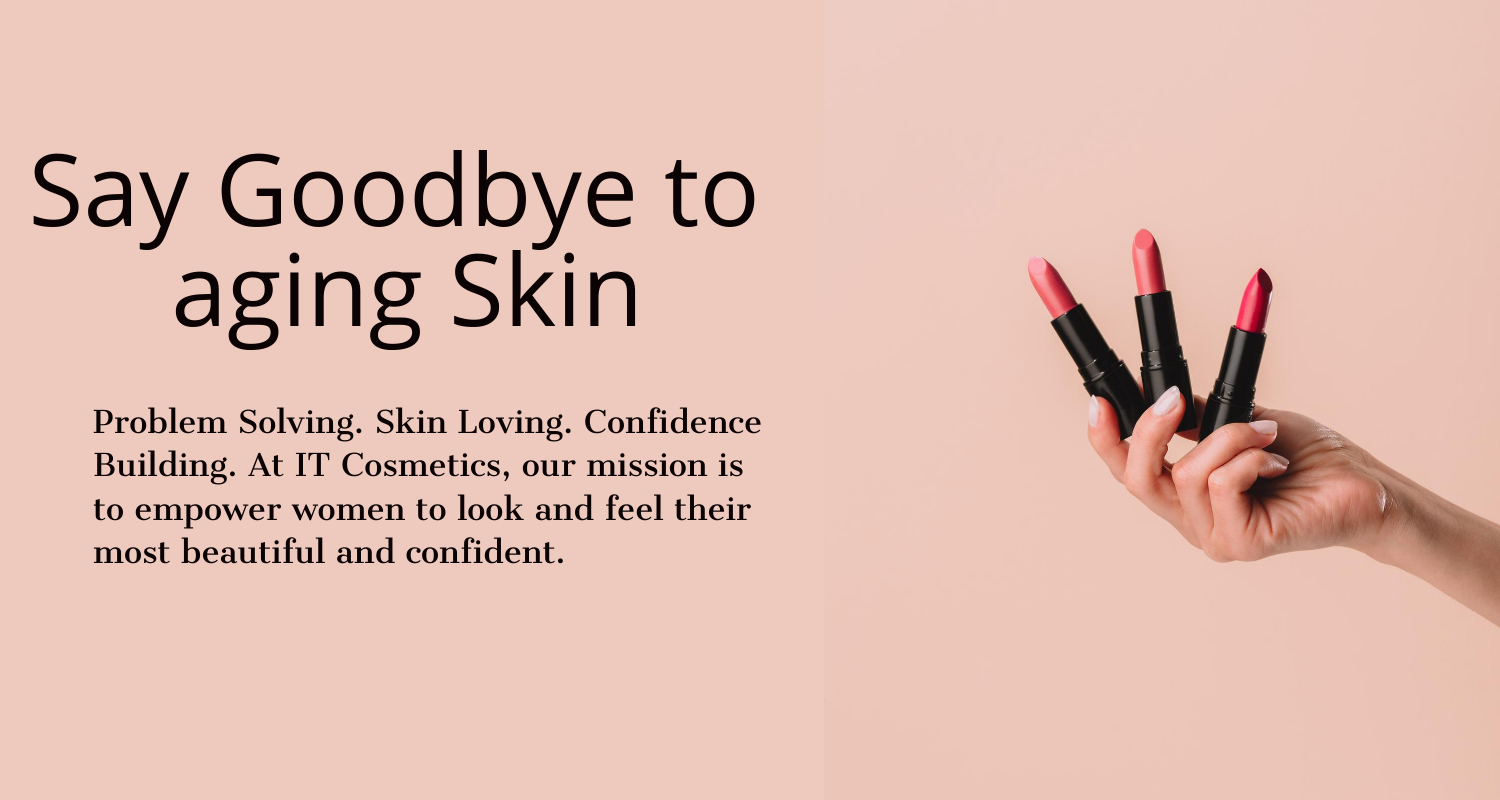 Say Goodbye to
aging Skin
Problem Solving. Skin Loving. Confidence
Building. At IT Cosmetics, our mission is
to empower women to look and feel their
most beautiful and confident.